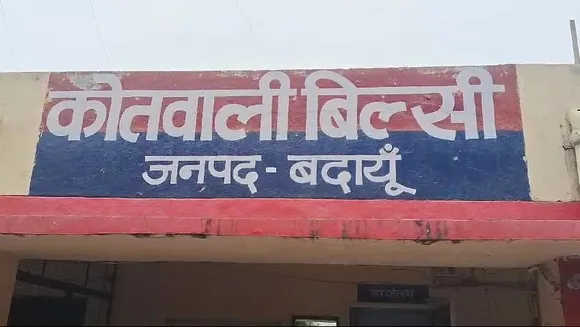 कोतवाली बिल्सी
जनपद - बदायूँ